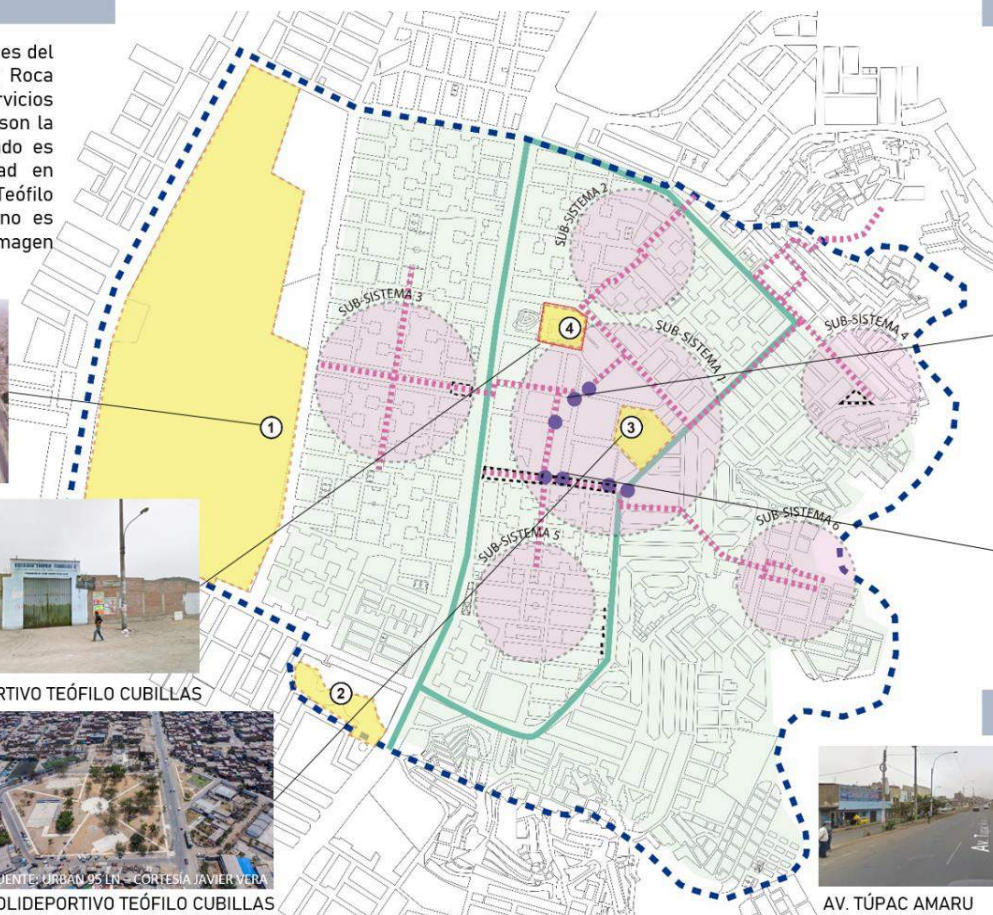 es del
Roca
rvicios
son la
do es
ad en
Teófilo
no es
magen
SUB-SISTEMA 2
SUB-SISTEMA 3
SUB-SISTEMA 1
SUB-SISTEMA 4
4
1
3
SUB-SISTEMA 5
SUB-SISTEMA 6
2
RTIVO TEÓFILO CUBILLAS
UENTE: URBAN 95 LN - CORTESÍA JAVIER VERA
OLIDEPORTIVO TEÓFILO CUBILLAS
AV. TÚPAC AMARU